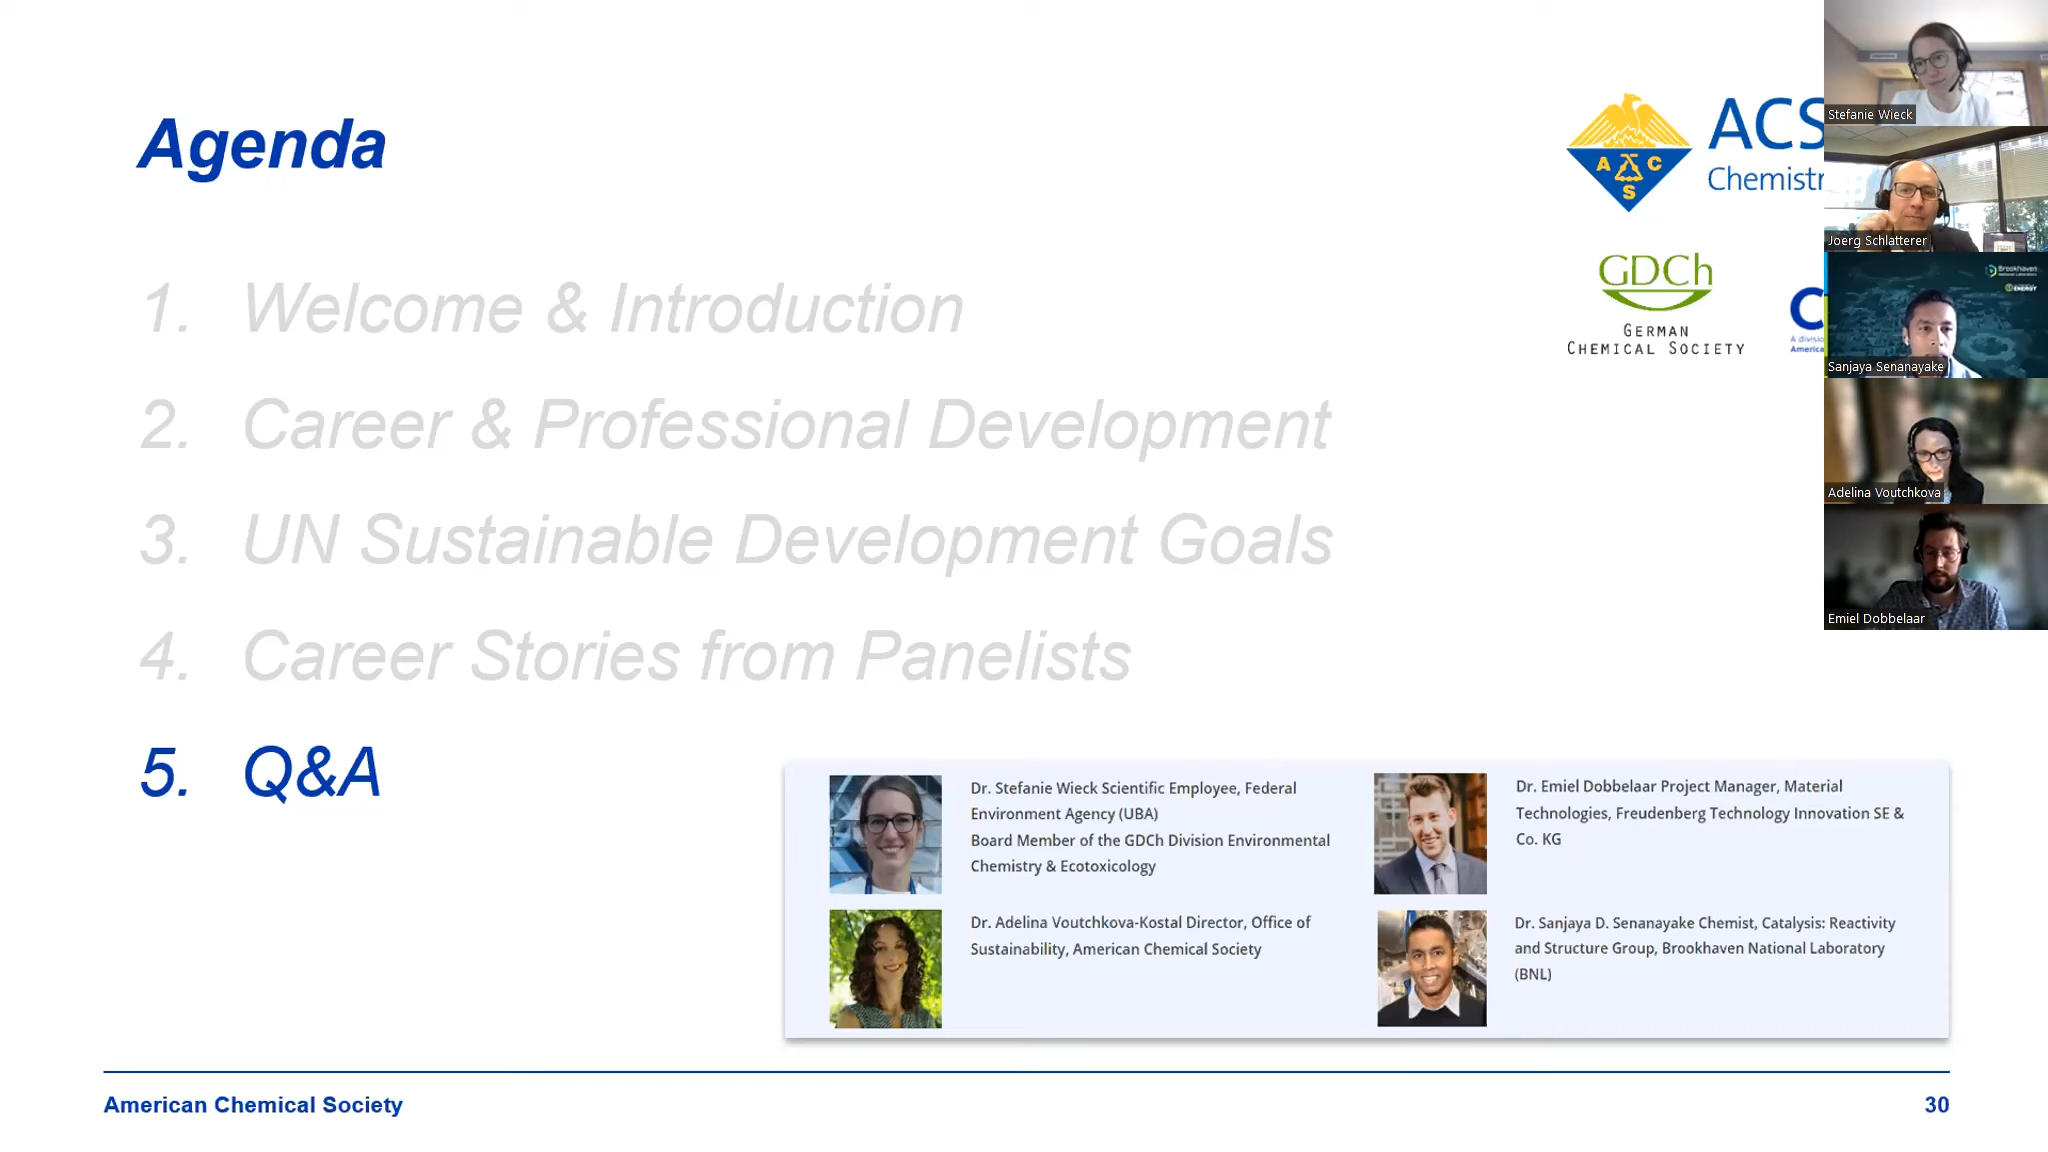 Agenda
1. Welcome & Introduction
2. Career & Professional Development
3. UN Sustainable Development Goals
4. Career Stories from Panelists
5. Q&A
A C S
ACS
GDCh
GERMAN
CHEMICAL SOCIETY
Stefanie Wieck
Joerg Schlatterer
Brookhaven
ENERGY
Sanjaya Senanayake
Adelina Voutchkova
Emiel Dobbelaar
Dr. Stefanie Wieck Scientific Employee, Federal
Environment Agency (UBA)
Board Member of the GDCh Division Environmental
Chemistry & Ecotoxicology
Dr. Emiel Dobbelaar Project Manager, Material
Technologies, Freudenberg Technology Innovation SE &
Co. KG
Dr. Adelina Voutchkova-Kostal Director, Office of
Sustainability, American Chemical Society
Dr. Sanjaya D. Senanayake Chemist, Catalysis: Reactivity
and Structure Group, Brookhaven National Laboratory
(BNL)
American Chemical Society
30